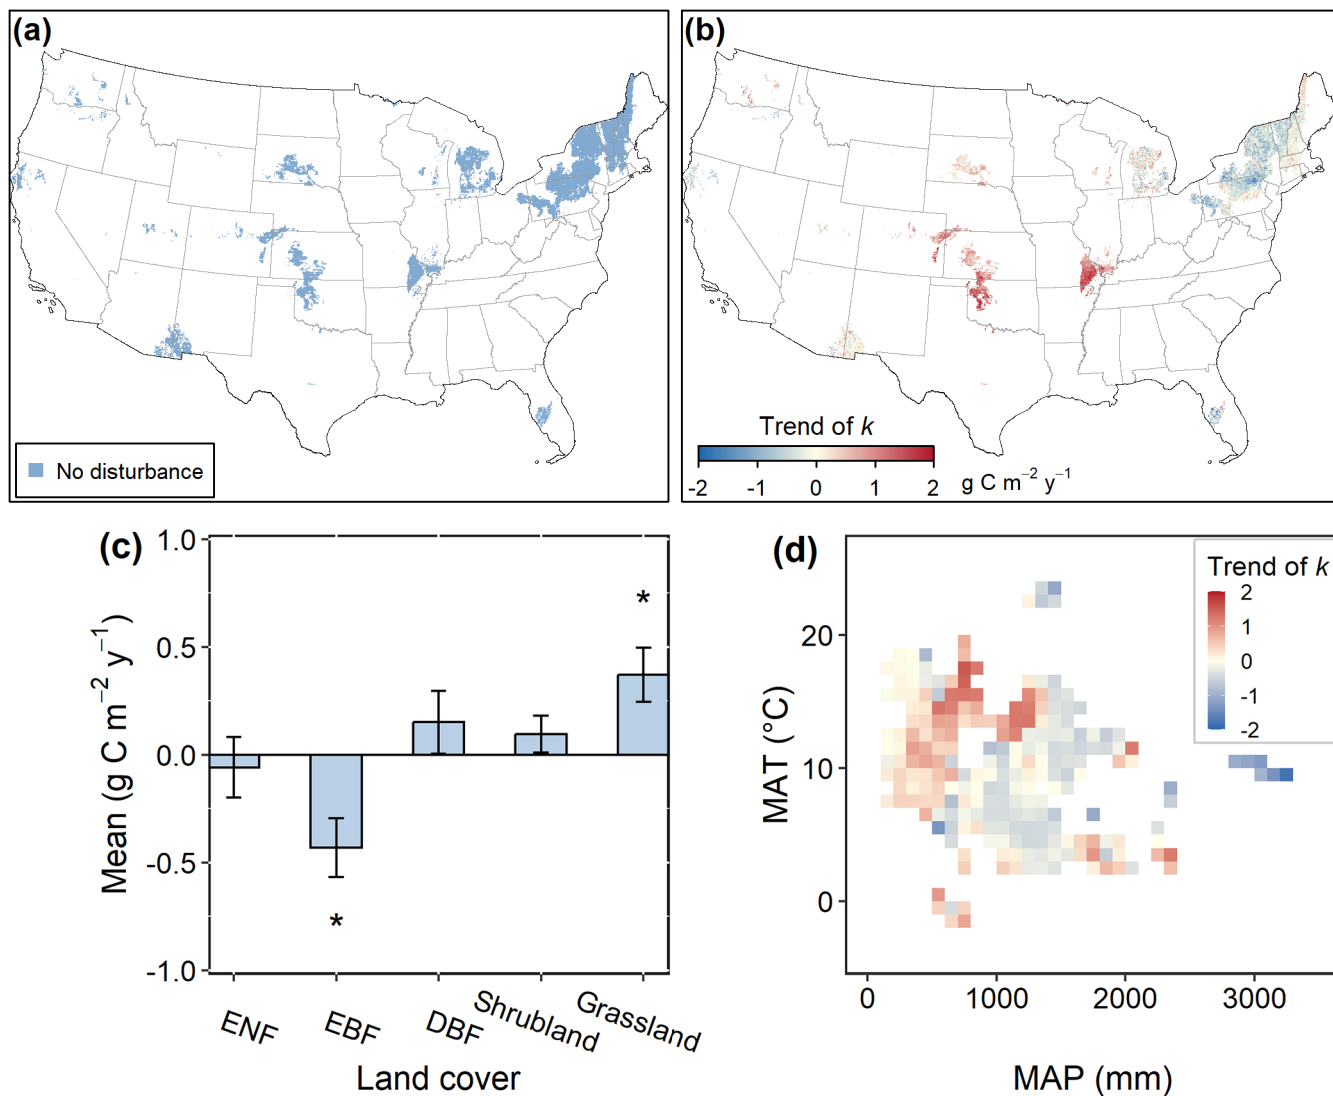 (a)
No disturbance
(b)
Trend of k
-2 -1 0 1 2 g C m⁻² y⁻¹
(c)
Mean (g C m⁻² y⁻¹)
1.0
0.5
0.0
-0.5
-1.0
*
*
ENF EBF DBF Shrubland Grassland
Land cover
(d)
Trend of k
2
1
0
-1
-2
MAT (°C)
20
10
0
0 1000 2000 3000
MAP (mm)